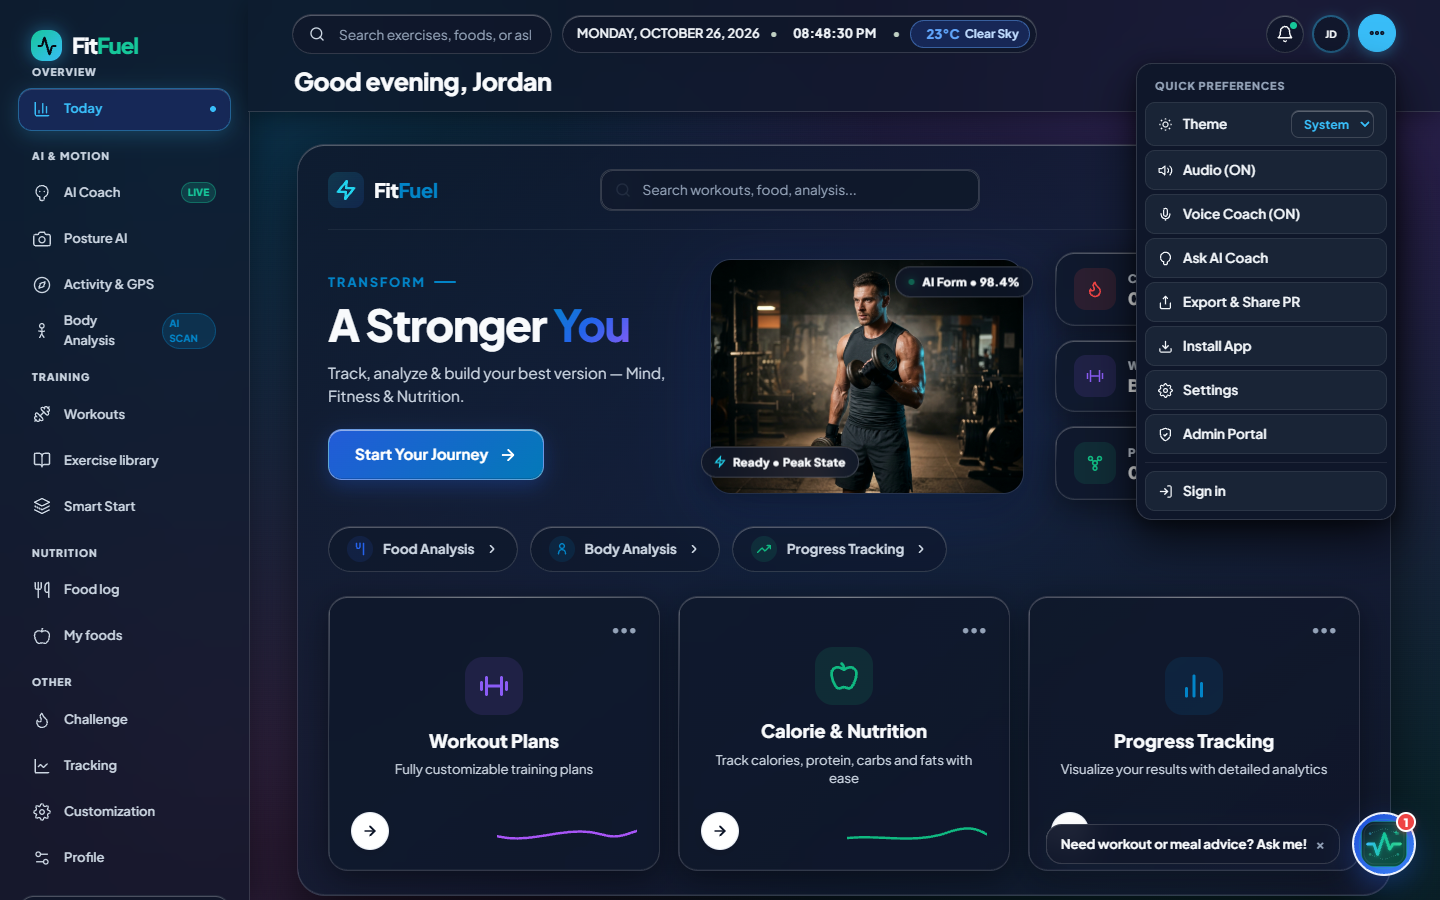 FitFuel
OVERVIEW
Today
AI & MOTION
AI Coach
LIVE
Posture AI
Activity & GPS
Body
Analysis
AI
SCAN
TRAINING
Workouts
Exercise library
Smart Start
NUTRITION
Food log
My foods
OTHER
Challenge
Tracking
Customization
Profile
Search exercises, foods, or asl
MONDAY, OCTOBER 26, 2026 • 08:48:30 PM • 23°C Clear Sky
JD
Good evening, Jordan
QUICK PREFERENCES
Theme
System
Audio (ON)
Voice Coach (ON)
Ask AI Coach
Export & Share PR
Install App
Settings
Admin Portal
Sign in
FitFuel
Search workouts, food, analysis...
TRANSFORM
A Stronger You
Track, analyze & build your best version — Mind,
Fitness & Nutrition.
Start Your Journey
AI Form • 98.4%
Ready • Peak State
Food Analysis
Body Analysis
Progress Tracking
Workout Plans
Fully customizable training plans
Calorie & Nutrition
Track calories, protein, carbs and fats with
ease
Progress Tracking
Visualize your results with detailed analytics
Need workout or meal advice? Ask me! ×
1